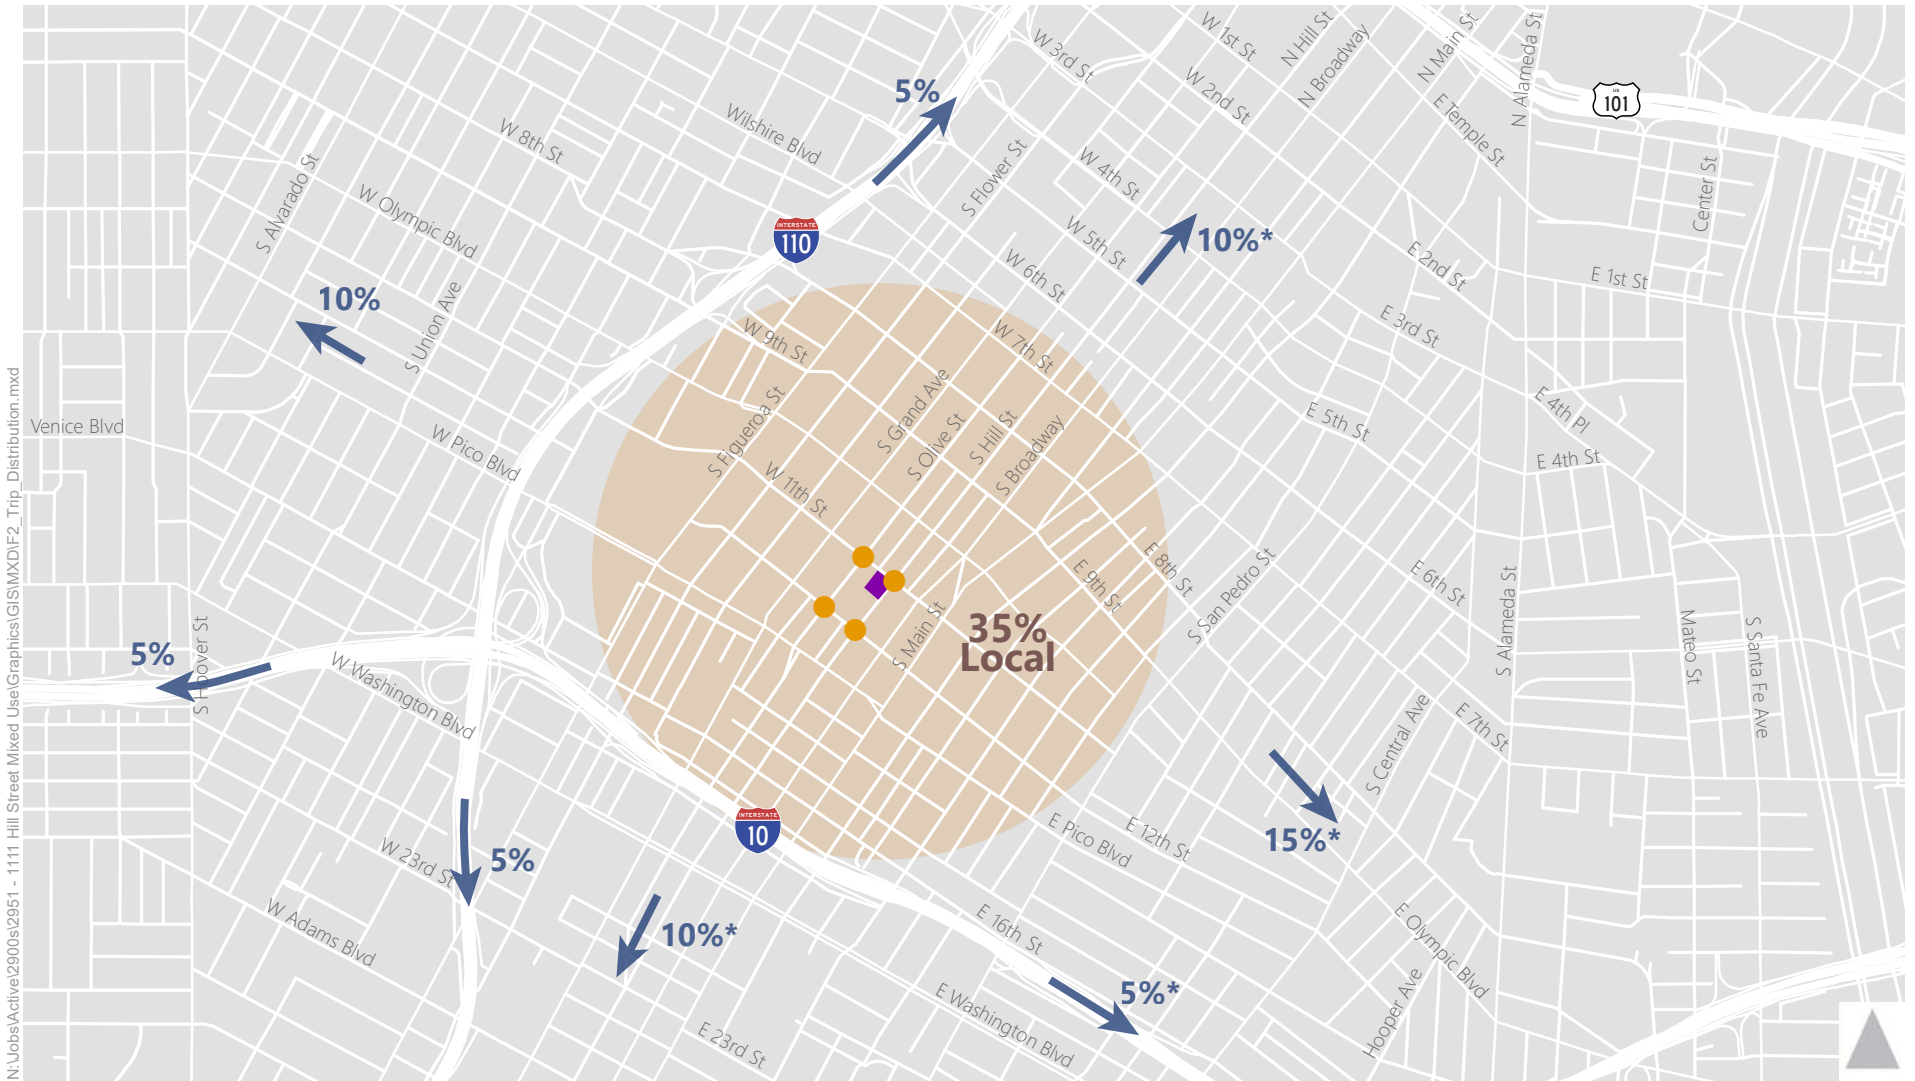 W 1st St
N Hill St
N Broadway
N Main St
N Alameda St
W 3rd St
W 2nd St
5%
US
101
E Temple St
Wilshire Blvd
W 8th St
S Flower St
W 4th St
Center St
S Alvarado St
W Olympic Blvd
INTERSTATE
110
W 5th St
10%*
W 6th St
E 2nd St
E 1st St
10%
S Union Ave
W 9th St
W 7th St
E 3rd St
S Figueroa St
S Grand Ave
S Olive St
S Hill St
S Broadway
E 5th St
E 4th Pl
E 4th St
Venice Blvd
W Pico Blvd
W 11th St
E 9th St
E 8th St
S San Pedro St
E 6th St
S Alameda St
Mateo St
S Santa Fe Ave
S Main St
35%
Local
5%
S Hoover St
W Washington Blvd
S Central Ave
E 7th St
INTERSTATE
10
E Pico Blvd
E 12th St
15%*
W 23rd St
5%
W Adams Blvd
10%*
E 16th St
E Olympic Blvd
5%*
E Washington Blvd
Hooper Ave
E 23rd St
N:\Jobs\Active\2900s\2951 - 1111 Hill Street Mixed Use\Graphics\GIS\MXD\F2_Trip_Distribution.mxd